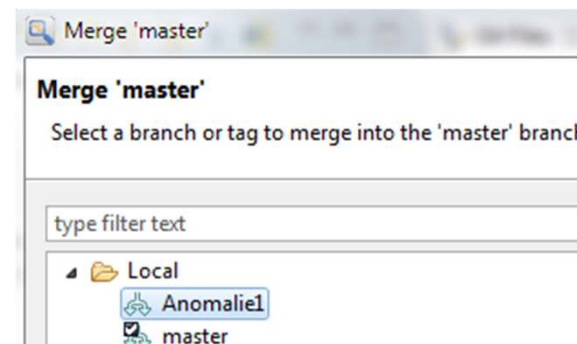 Merge 'master'
Merge 'master'
Select a branch or tag to merge into the 'master' branch
type filter text
Local
Anomalie1
master